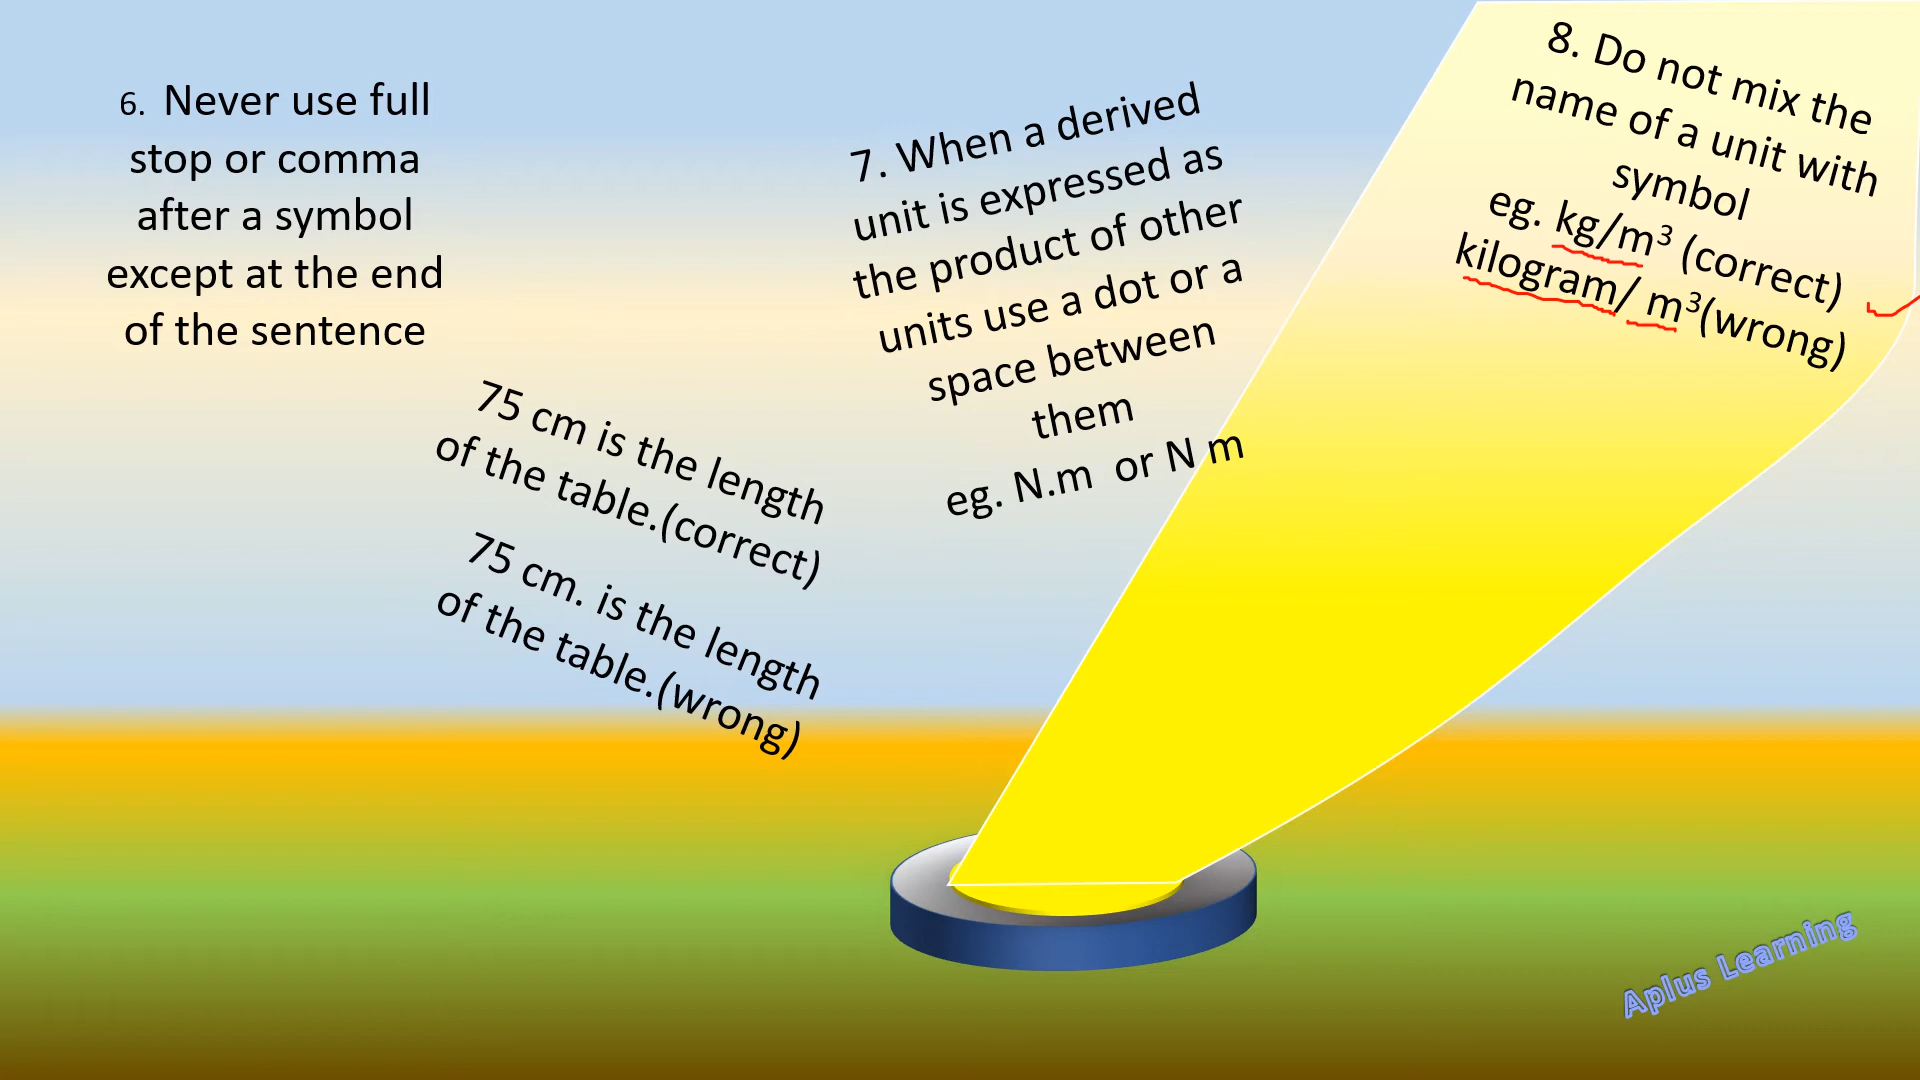 6. Never use full
stop or comma
after a symbol
except at the end
of the sentence
75 cm is the length
of the table.(correct)
75 cm. is the length
of the table.(wrong)
7. When a derived
unit is expressed as
the product of other
units use a dot or a
space between
them
eg. N.m or N m
8. Do not mix the
name of a unit with
symbol
eg. kg/m³ (correct)
kilogram/ m³(wrong)
Aplus Learning